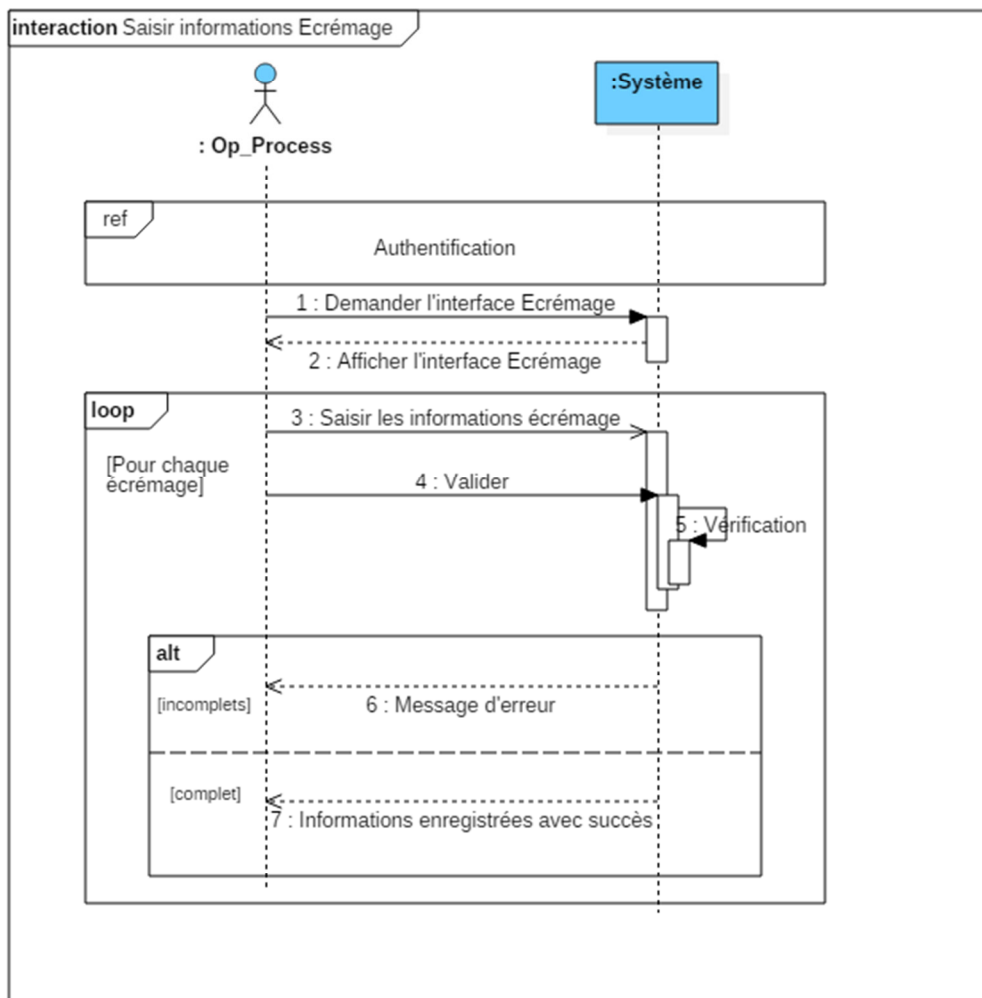 interaction Saisir informations Ecrémage
:Système
: Op_Process
ref
Authentification
1 : Demander l'interface Ecrémage
2 : Afficher l'interface Ecrémage
loop
3 : Saisir les informations écrémage
[Pour chaque
écrémage]
4 : Valider
5 : Vérification
alt
6 : Message d'erreur
[incomplets]
[complet]
7 : Informations enregistrées avec succès